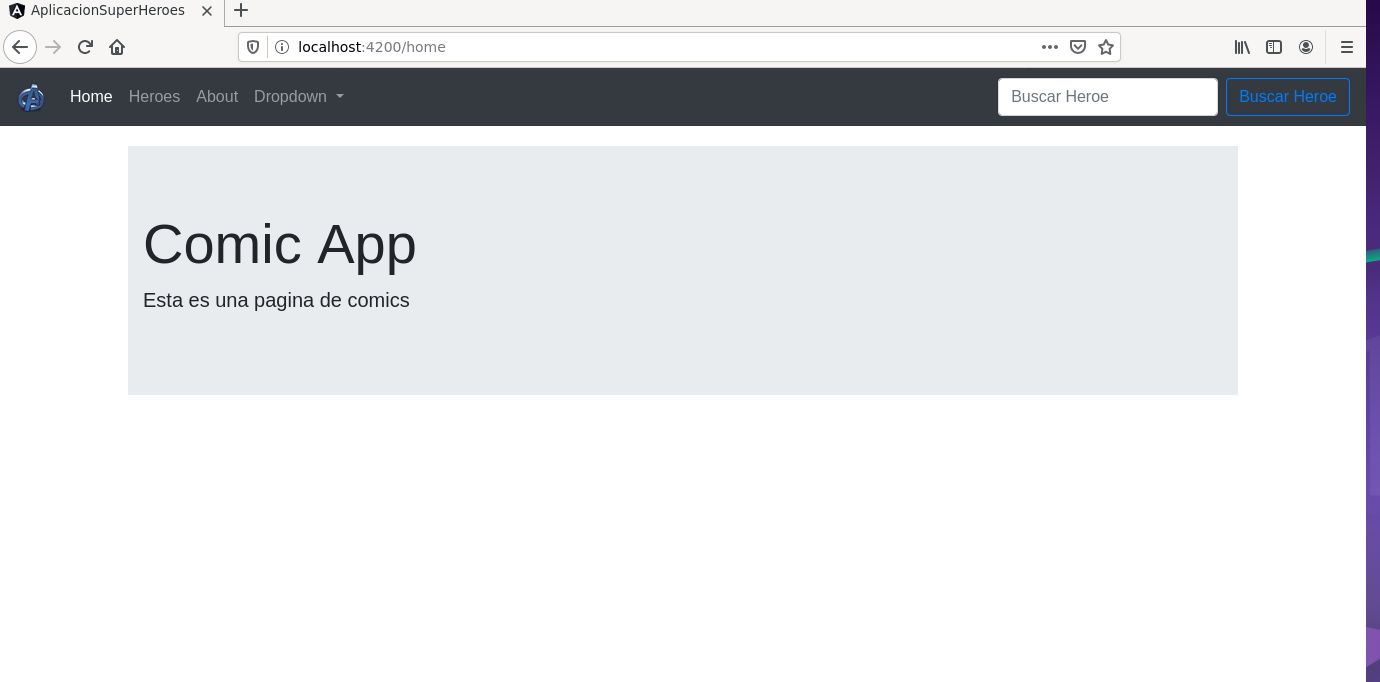 AplicacionSuperHeroes
localhost:4200/home
Home Heroes About Dropdown Buscar Heroe Buscar Heroe
Comic App
Esta es una pagina de comics